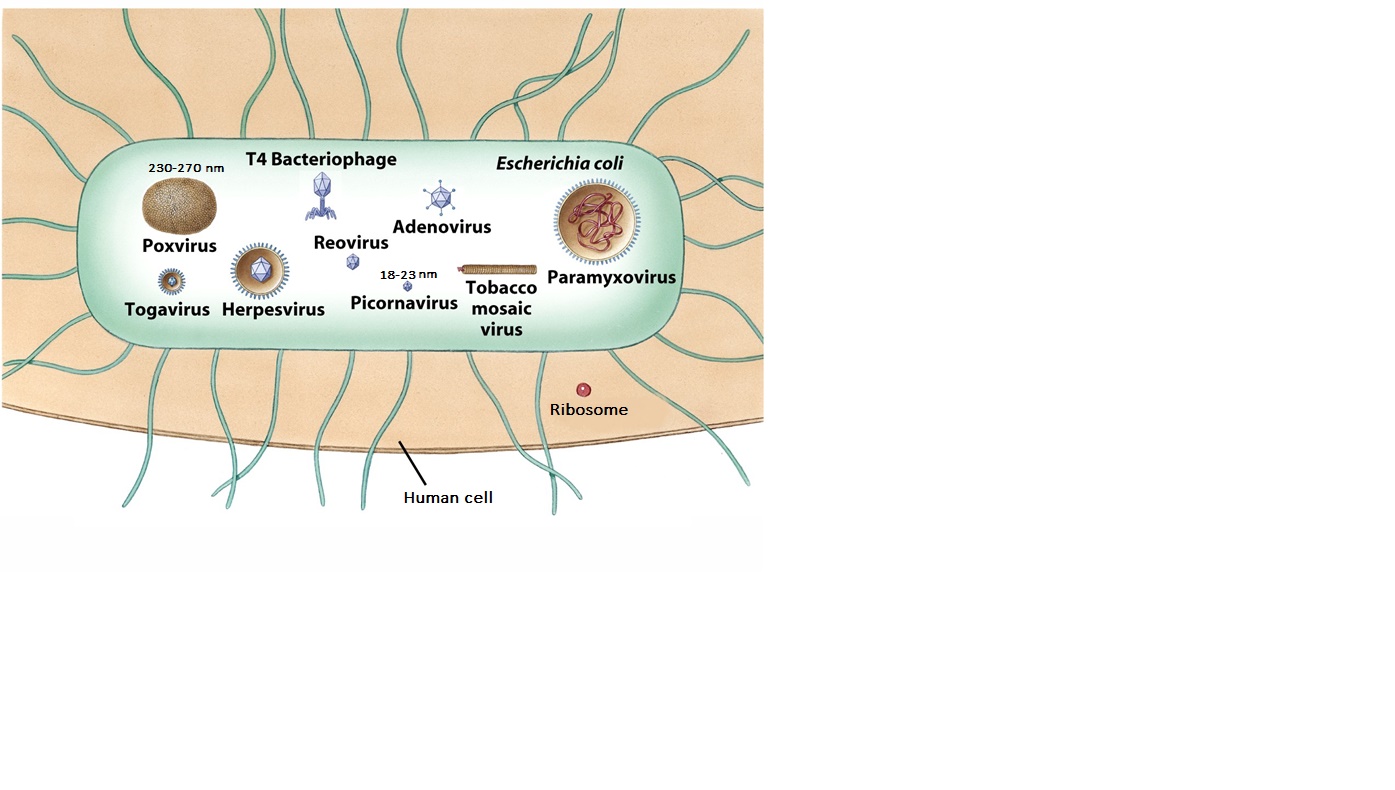 T4 Bacteriophage
Escherichia coli
230-270 nm
Adenovirus
Poxvirus
Reovirus
18-23 nm
Paramyxovirus
Togavirus
Herpesvirus
Picornavirus
Tobacco
mosaic
virus
Ribosome
Human cell